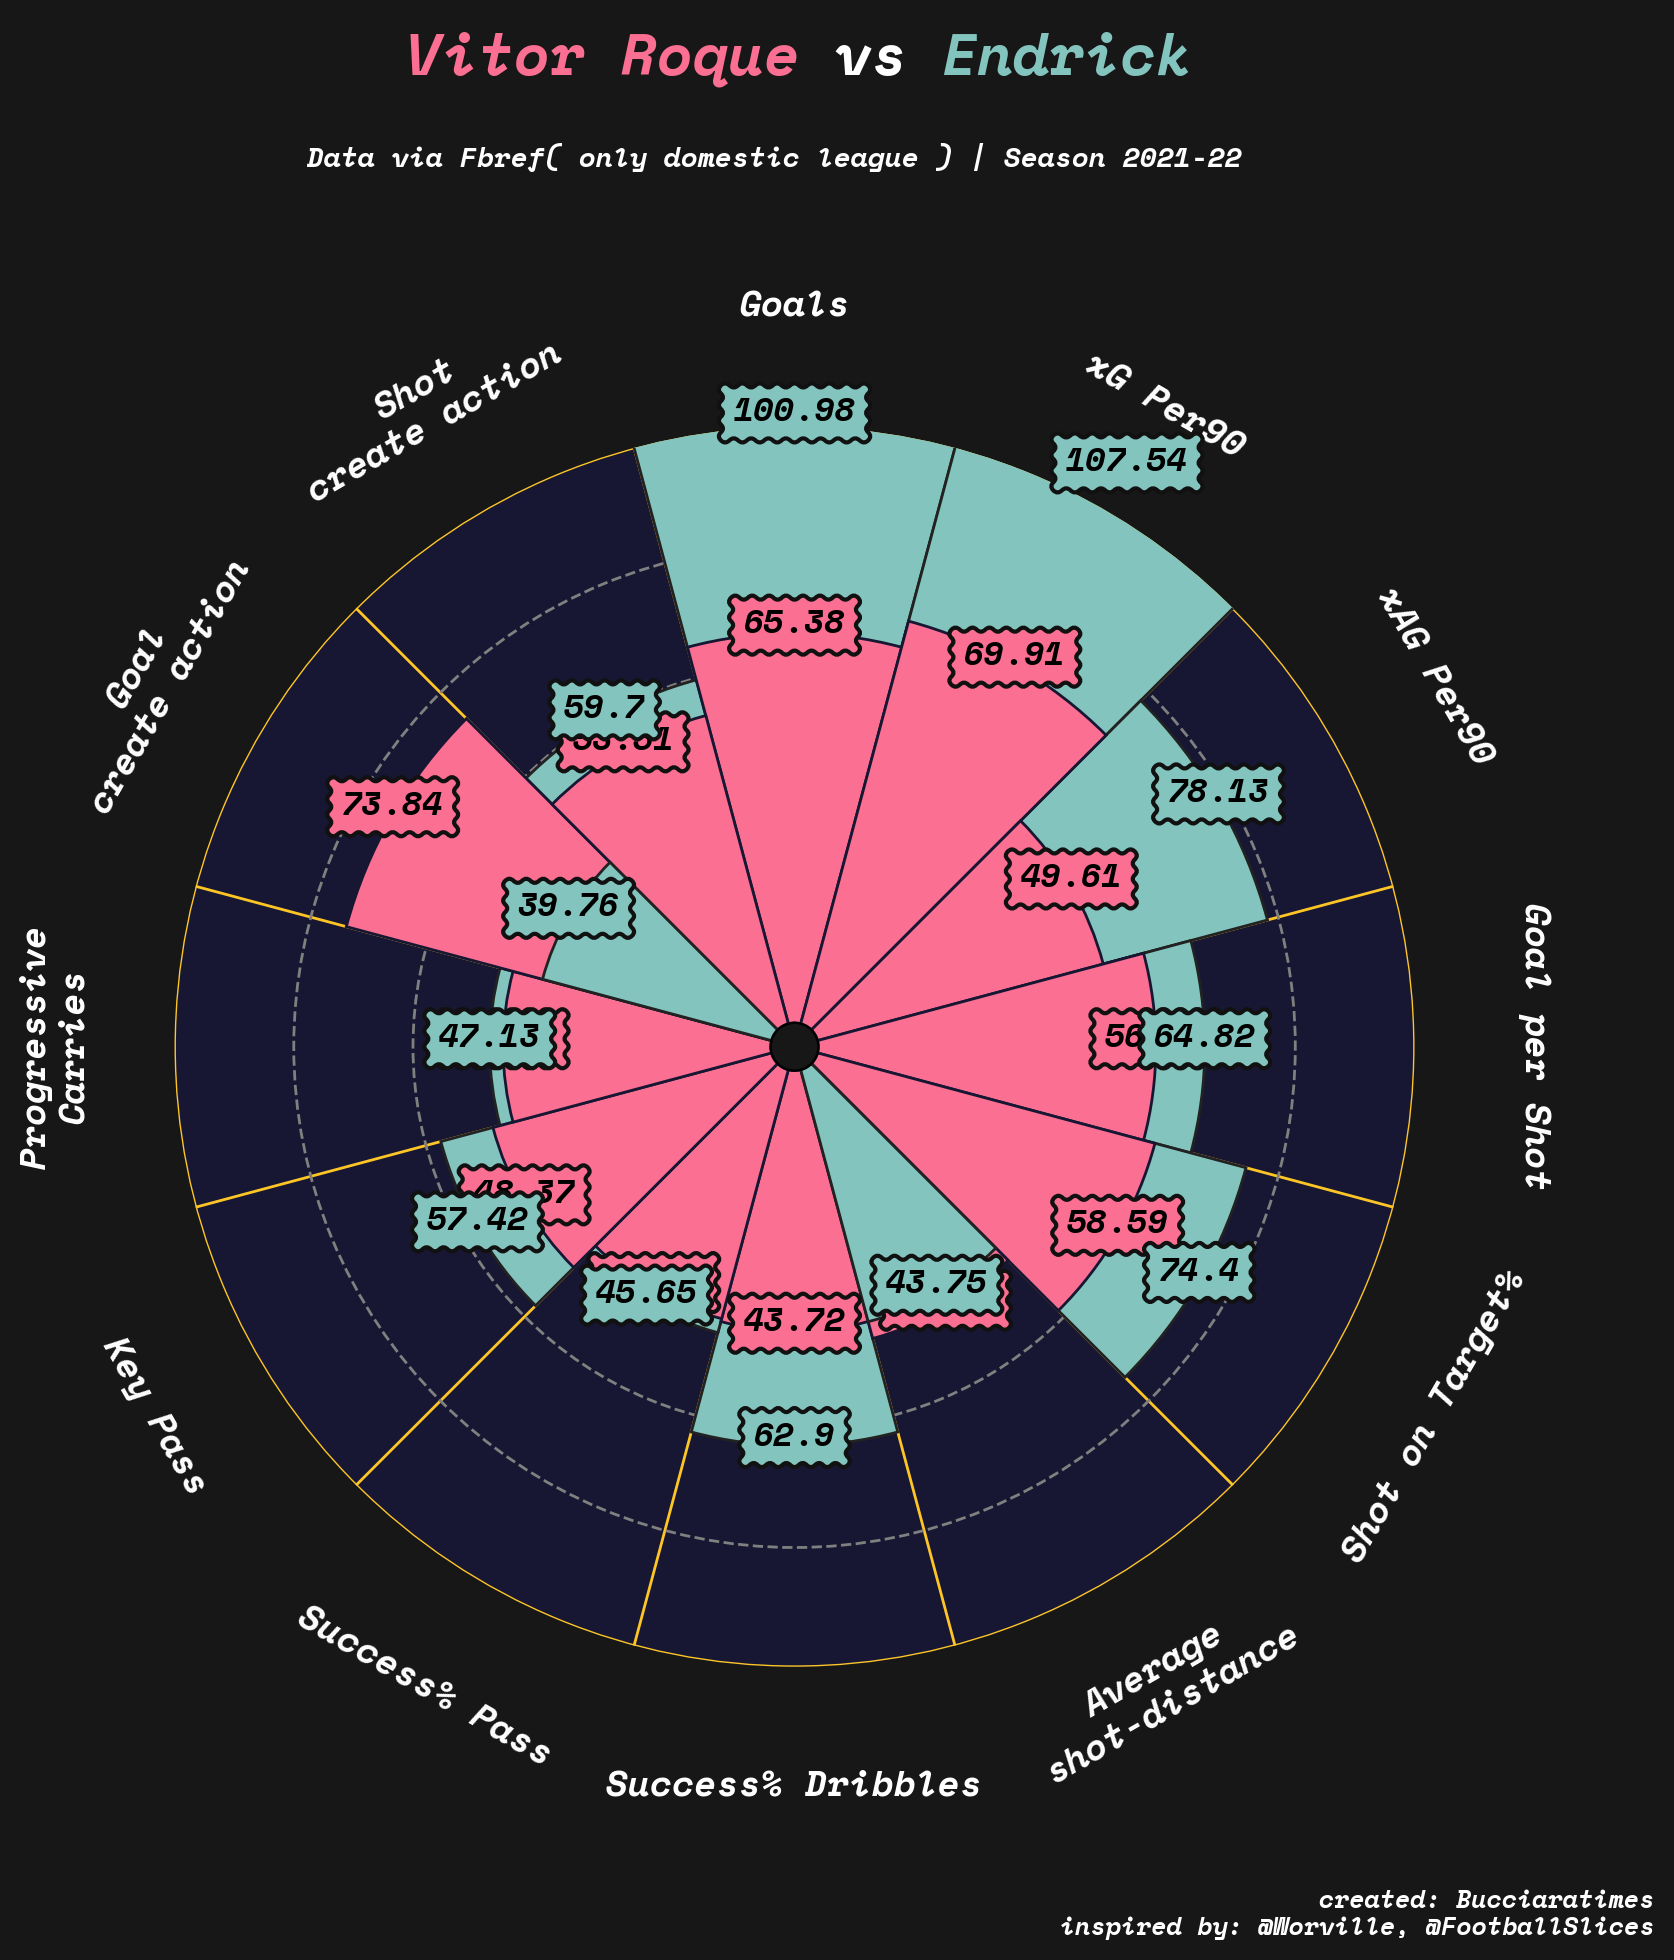 Vitor Roque vs Endrick
Data via Fbref( only domestic league ) | Season 2021-22
Goals
xG Per90
xAG Per90
Goal per Shot
Shot on Target%
Average
shot-distance
Success% Dribbles
Success% Pass
Key Pass
Progressive
Carries
Goal
create action
Shot
create action
100.98
65.38
107.54
69.91
78.13
49.61
64.82
58.59
74.4
43.75
43.72
62.9
45.65
57.42
47.13
73.84
39.76
59.7
created: Bucciaratimes
inspired by: @Worville, @FootballSlices